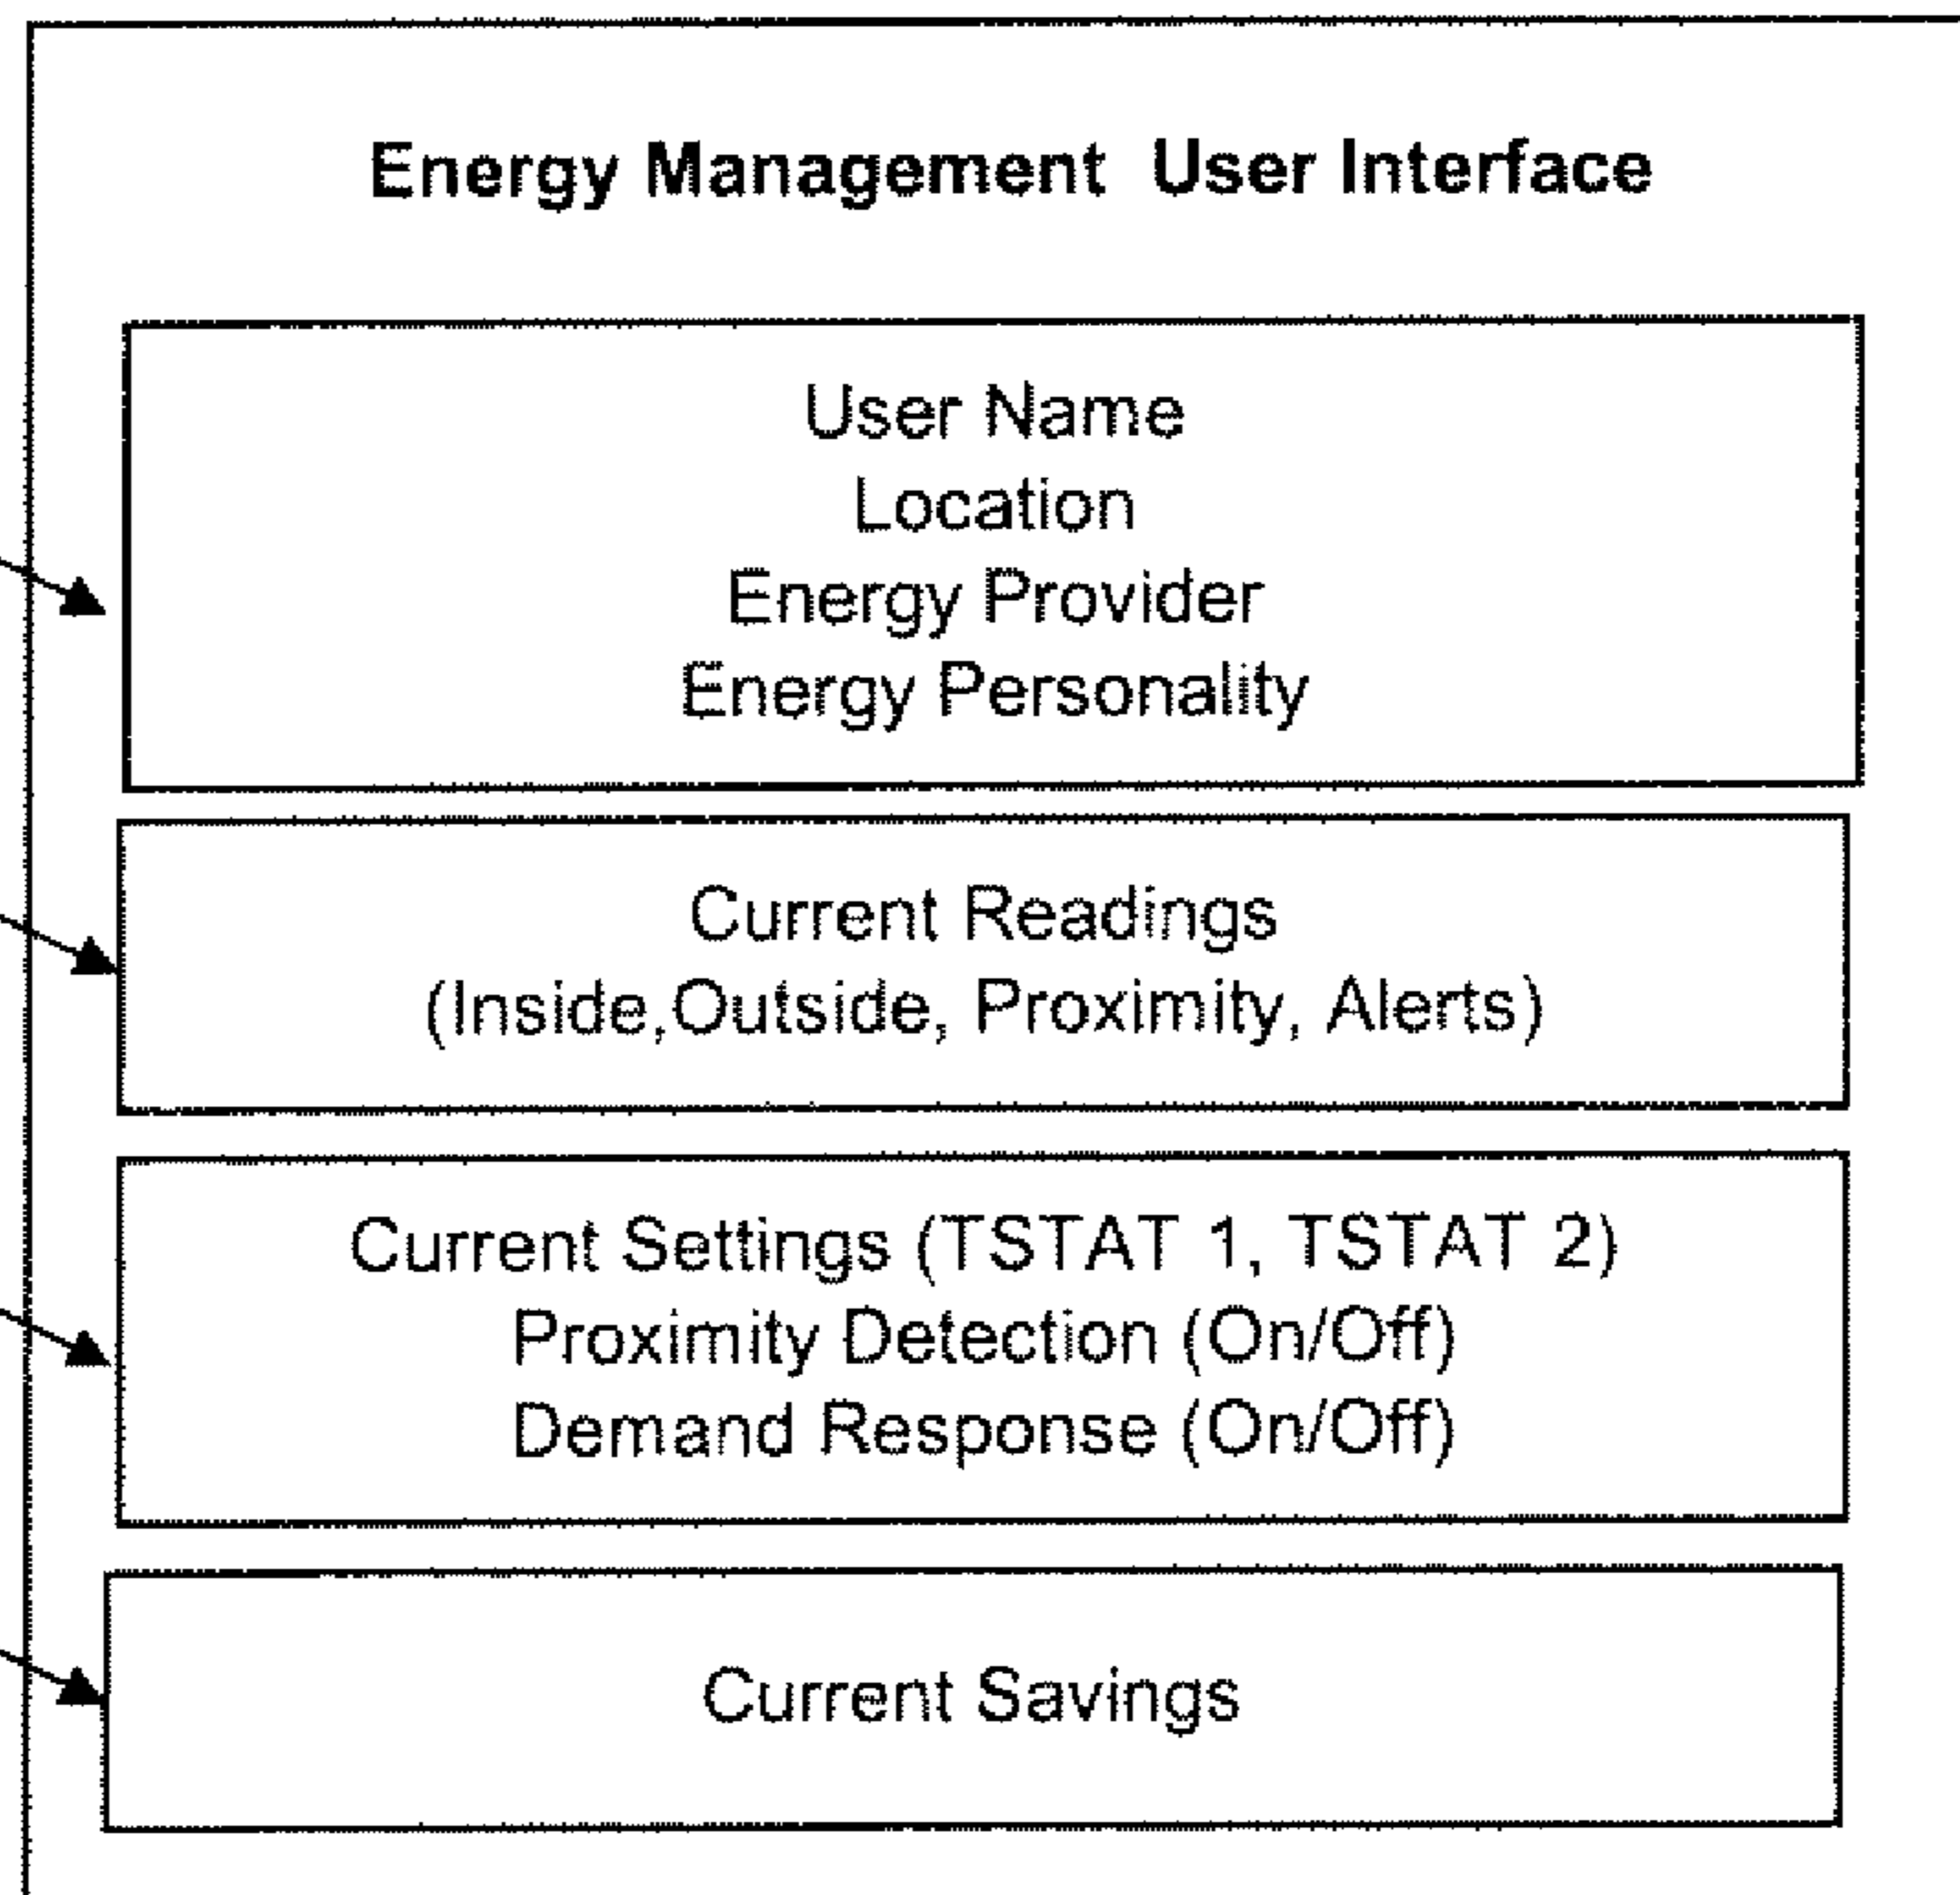 Energy Management User Interface
User Name
Location
Energy Provider
Energy Personality
Current Readings
(Inside,Outside, Proximity, Alerts)
Current Settings (TSTAT 1, TSTAT 2)
Proximity Detection (On/Off)
Demand Response (On/Off)
Current Savings